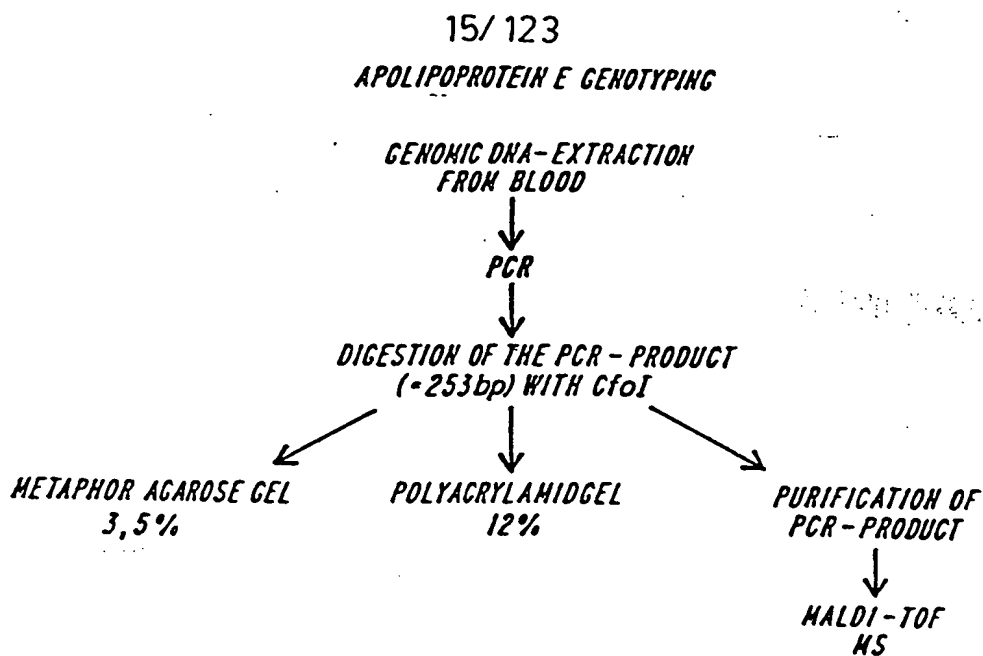 15/123
APOLIPOPROTEIN E GENOTYPING
GENOMIC DNA-EXTRACTION
FROM BLOOD
PCR
DIGESTION OF THE PCR-PRODUCT
(=253bp) WITH CfoI
METAPHOR AGAROSE GEL
3,5%
POLYACRYLAMIDGEL
12%
PURIFICATION OF
PCR-PRODUCT
MALDI-TOF
MS